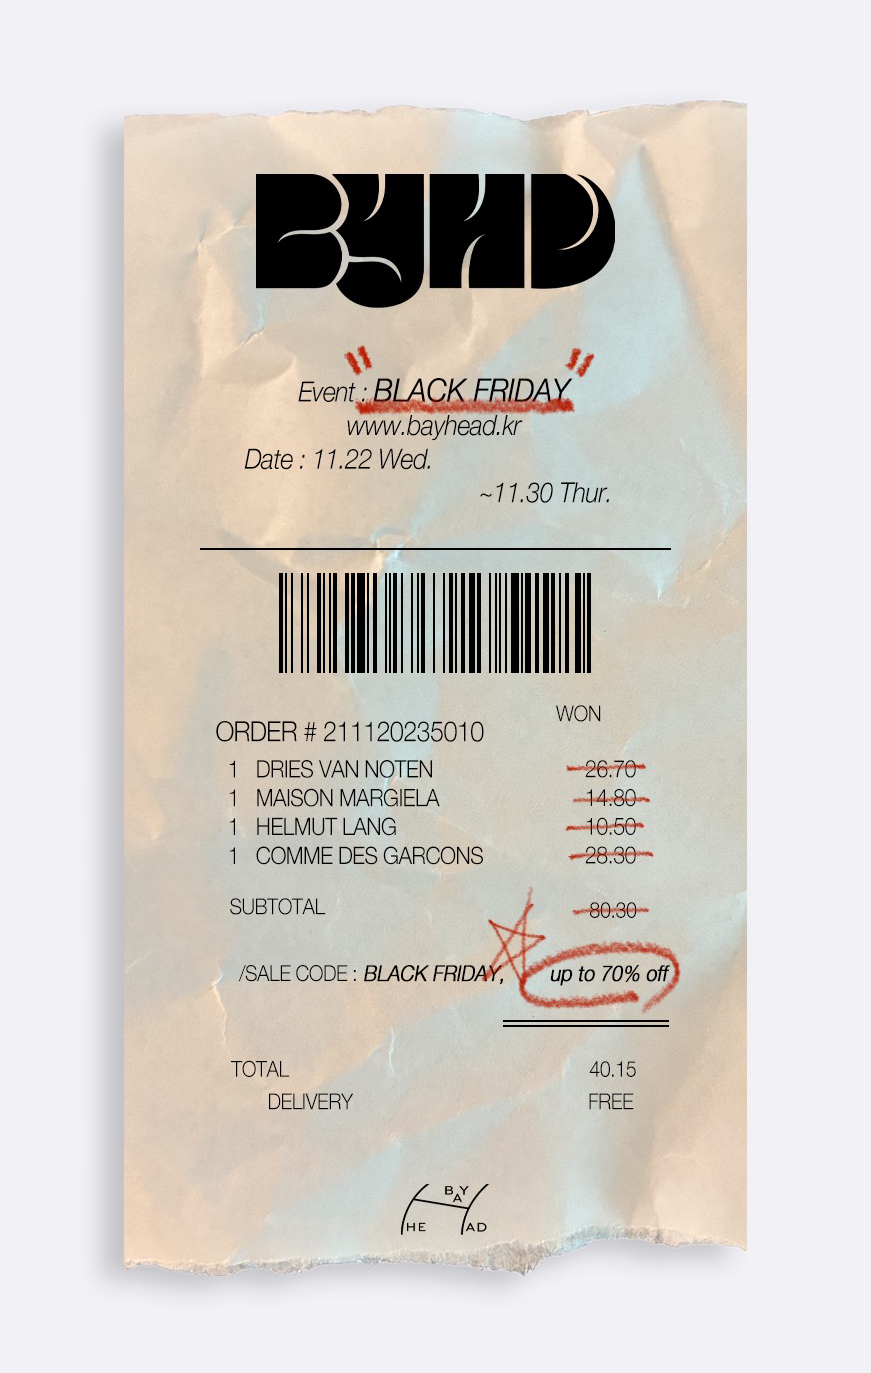 BYHD
Event : "BLACK FRIDAY"
www.bayhead.kr
Date : 11.22 Wed.
~11.30 Thur.
WON
ORDER # 211120235010
1 DRIES VAN NOTEN 26.70
1 MAISON MARGIELA 14.80
1 HELMUT LANG 10.50
1 COMME DES GARCONS 28.30
SUBTOTAL 80.30
/SALE CODE : BLACK FRIDAY, up to 70% off
TOTAL 40.15
DELIVERY FREE
BAY
HEAD